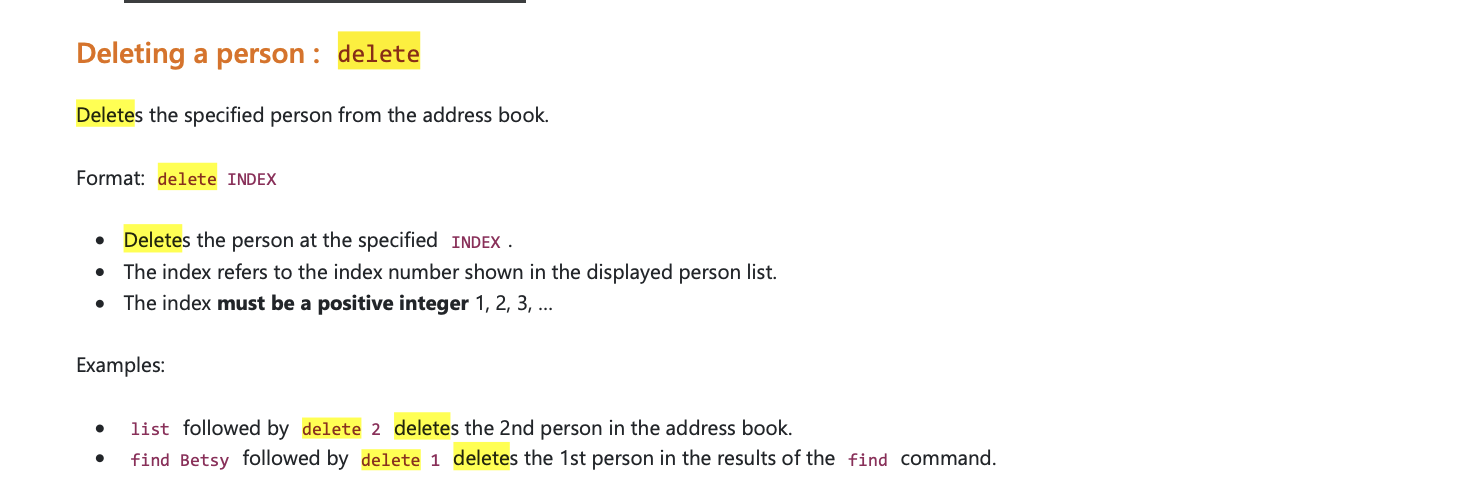 Deleting a person : delete
Deletes the specified person from the address book.
Format: delete INDEX
• Deletes the person at the specified INDEX .
• The index refers to the index number shown in the displayed person list.
• The index must be a positive integer 1, 2, 3, …
Examples:
• list followed by delete 2 deletes the 2nd person in the address book.
• find Betsy followed by delete 1 deletes the 1st person in the results of the find command.